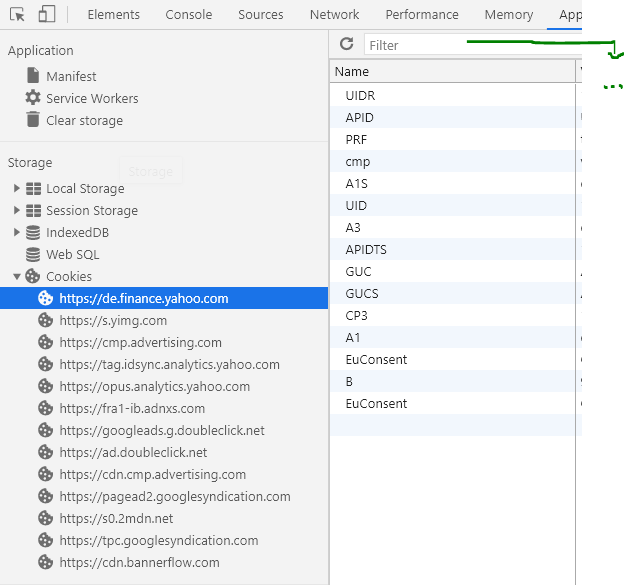 Elements Console Sources Network Performance Memory App
Application
Manifest
Service Workers
Clear storage
Storage
Storage
Local Storage
Session Storage
IndexedDB
Web SQL
Cookies
https://de.finance.yahoo.com
https://s.yimg.com
https://cmp.advertising.com
https://tag.idsync.analytics.yahoo.com
https://opus.analytics.yahoo.com
https://fra1-ib.adnxs.com
https://googleads.g.doubleclick.net
https://ad.doubleclick.net
https://cdn.cmp.advertising.com
https://pagead2.googlesyndication.com
https://s0.2mdn.net
https://tpc.googlesyndication.com
https://cdn.bannerflow.com
Filter
Name
UIDR
APID
PRF
cmp
A1S
UID
A3
APIDTS
GUC
GUCS
CP3
A1
EuConsent
B
EuConsent
...